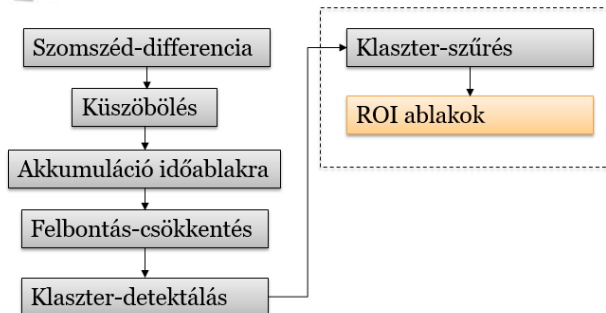 Szomszéd-differencia
Küszöbölés
Akkumuláció időablakra
Felbontás-csökkentés
Klaszter-detektálás
Klaszter-szűrés
ROI ablakok